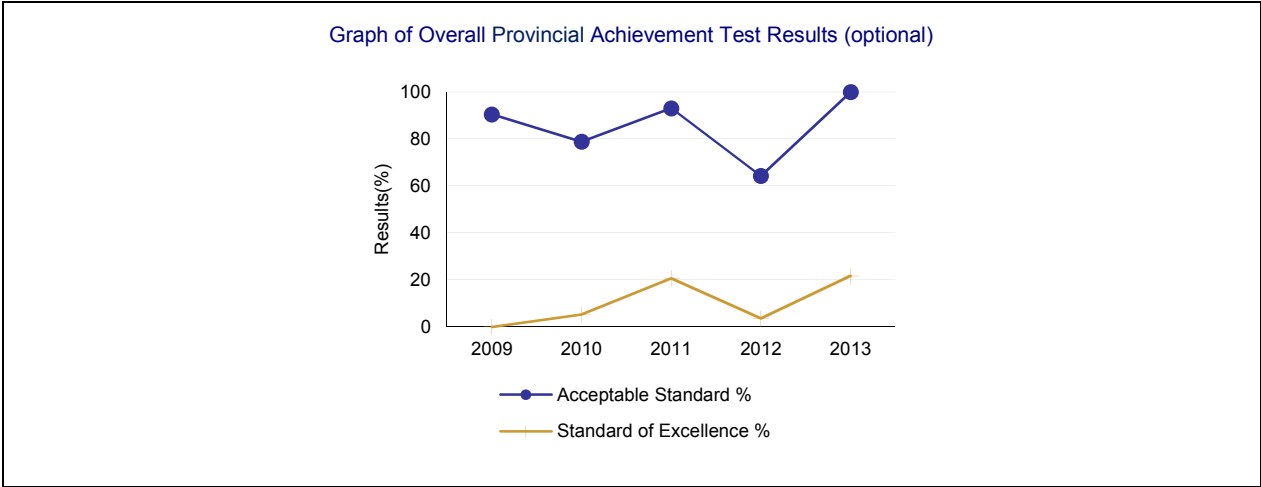 Graph of Overall Provincial Achievement Test Results (optional)
100
80
60
40
20
0
Results(%)
2009 2010 2011 2012 2013
Acceptable Standard %
Standard of Excellence %